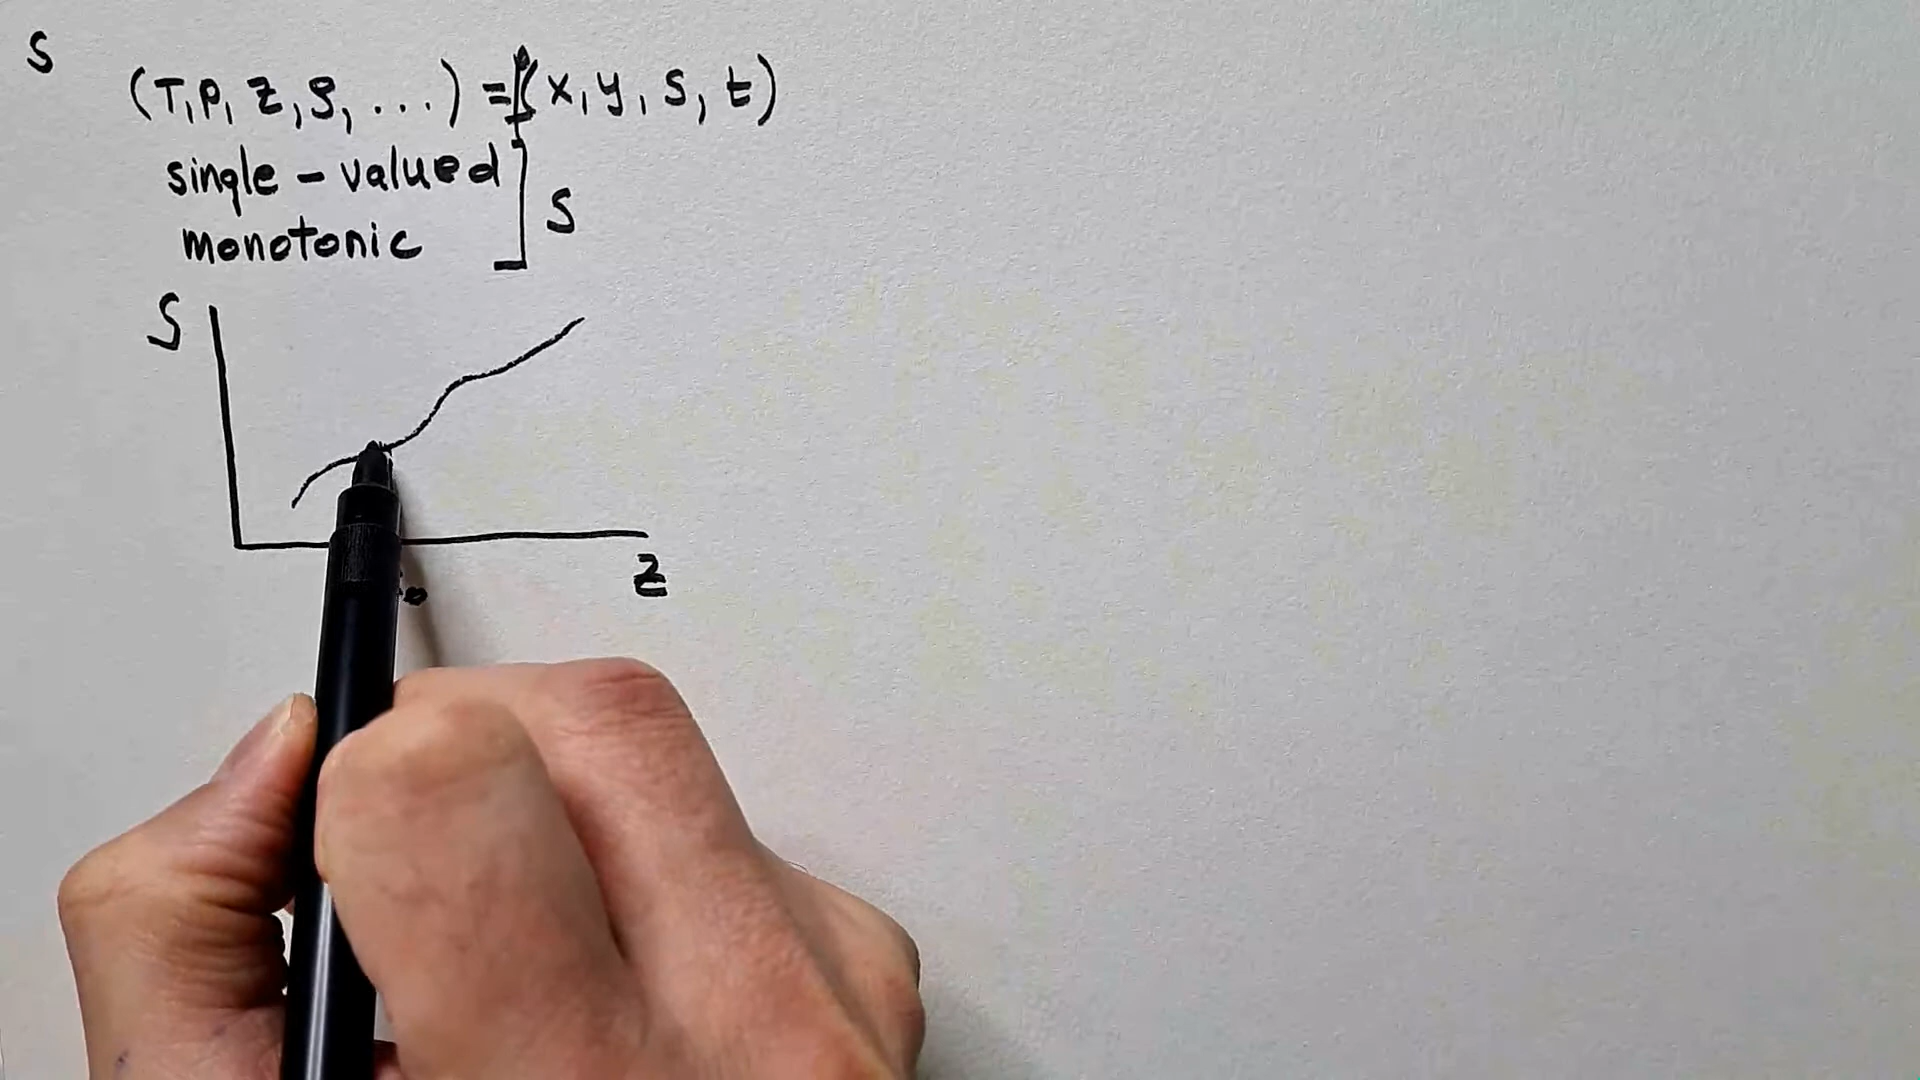 s
(T, p, z, ρ, ...) = f(x, y, s, t)
single-valued
monotonic
s
S
z